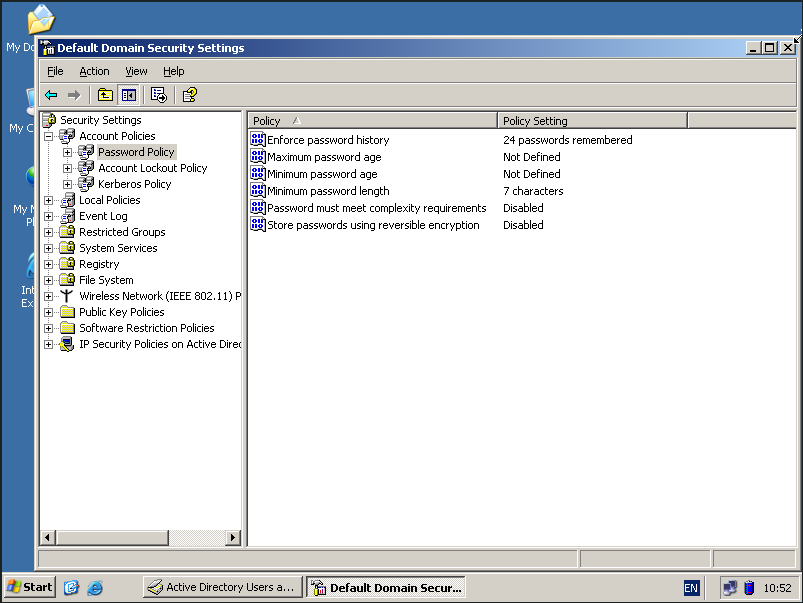 My Do
Default Domain Security Settings
File Action View Help
Security Settings
Account Policies
Password Policy
Account Lockout Policy
Kerberos Policy
Local Policies
Event Log
Restricted Groups
System Services
Registry
File System
Wireless Network (IEEE 802.11) P
Public Key Policies
Software Restriction Policies
IP Security Policies on Active Direc
Policy Policy Setting
Enforce password history 24 passwords remembered
Maximum password age Not Defined
Minimum password age Not Defined
Minimum password length 7 characters
Password must meet complexity requirements Disabled
Store passwords using reversible encryption Disabled
My C
My N
Pl
Int
Ex
Start Active Directory Users a... Default Domain Secur... EN 10:52